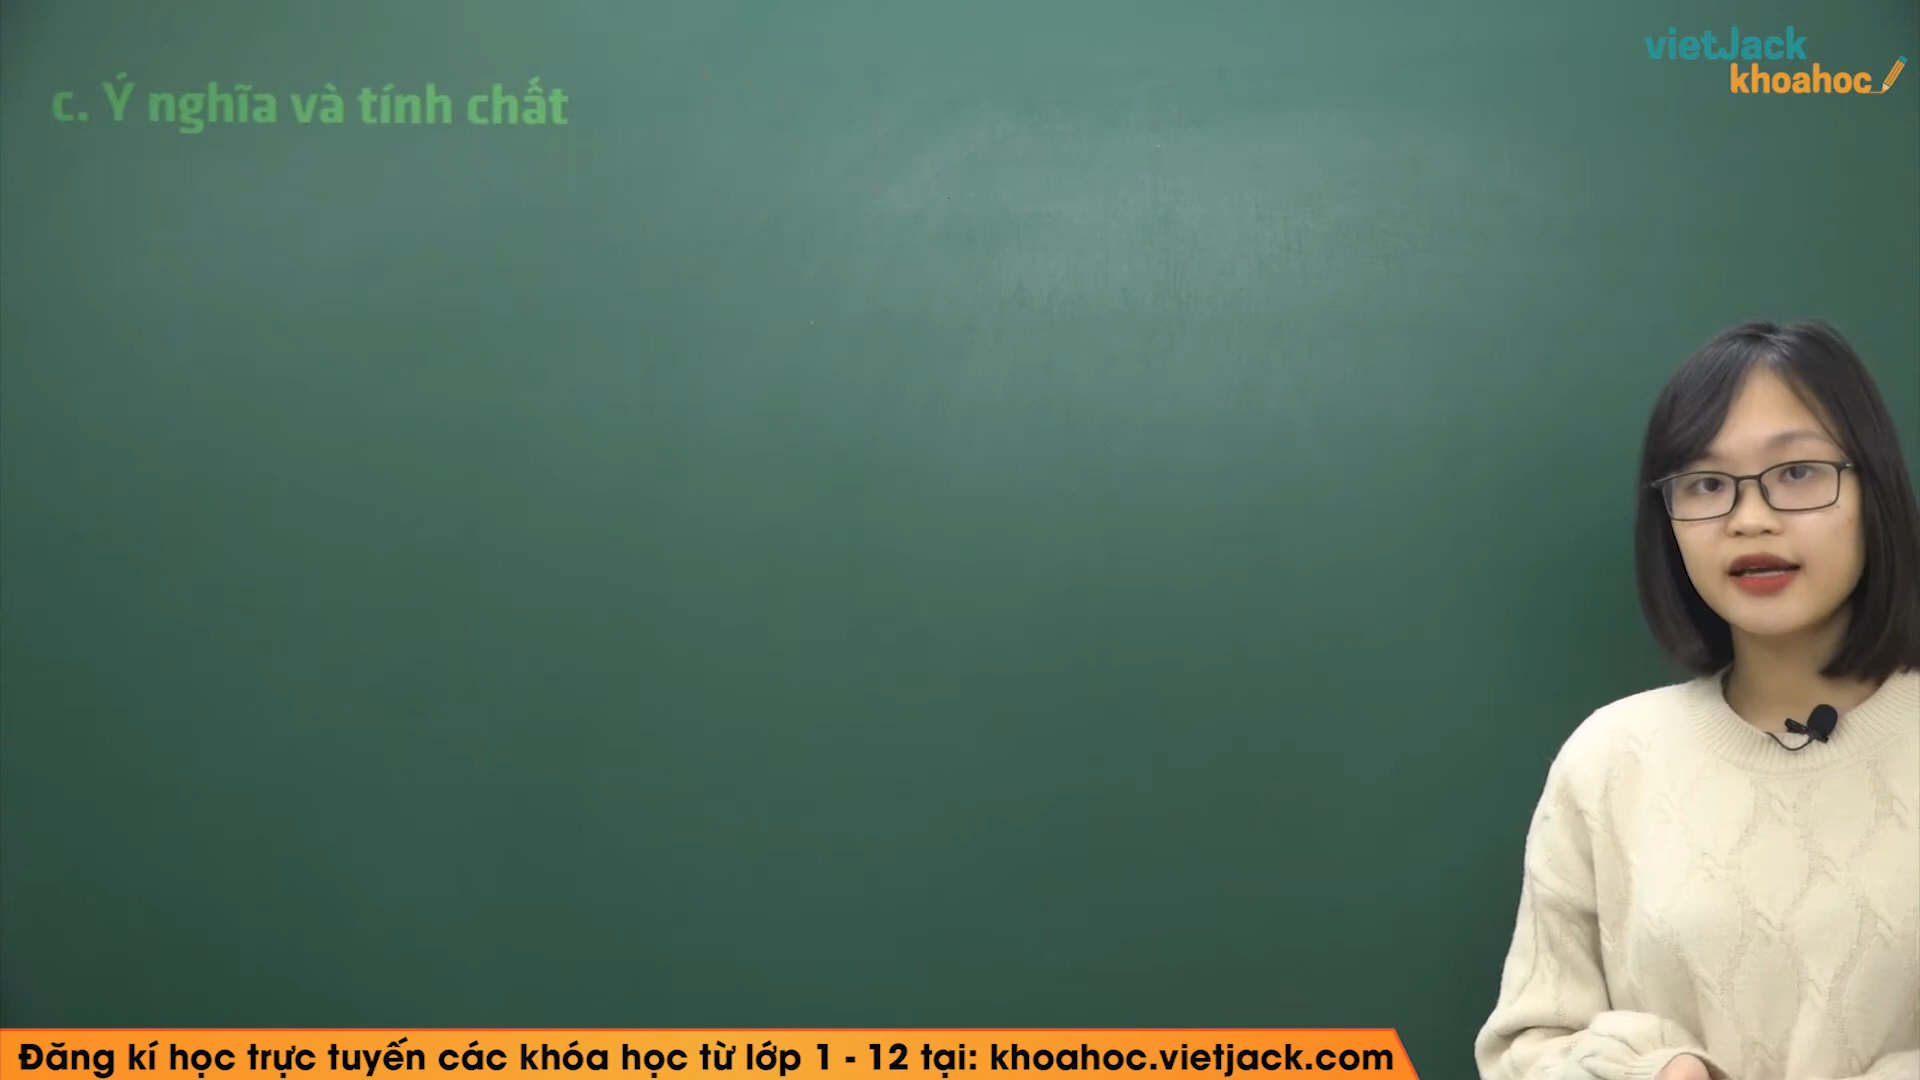 vietJack
khoahoc
c. Ý nghĩa và tính chất
Đăng kí học trực tuyến các khóa học từ lớp 1 - 12 tại: khoahoc.vietjack.com